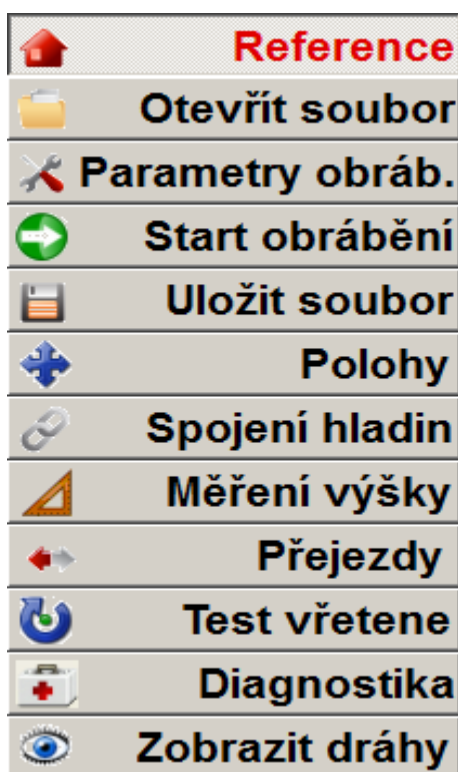 Reference
Otevřít soubor
Parametry obráb.
Start obrábění
Uložit soubor
Polohy
Spojení hladin
Měření výšky
Přejezdy
Test vřetene
Diagnostika
Zobrazit dráhy